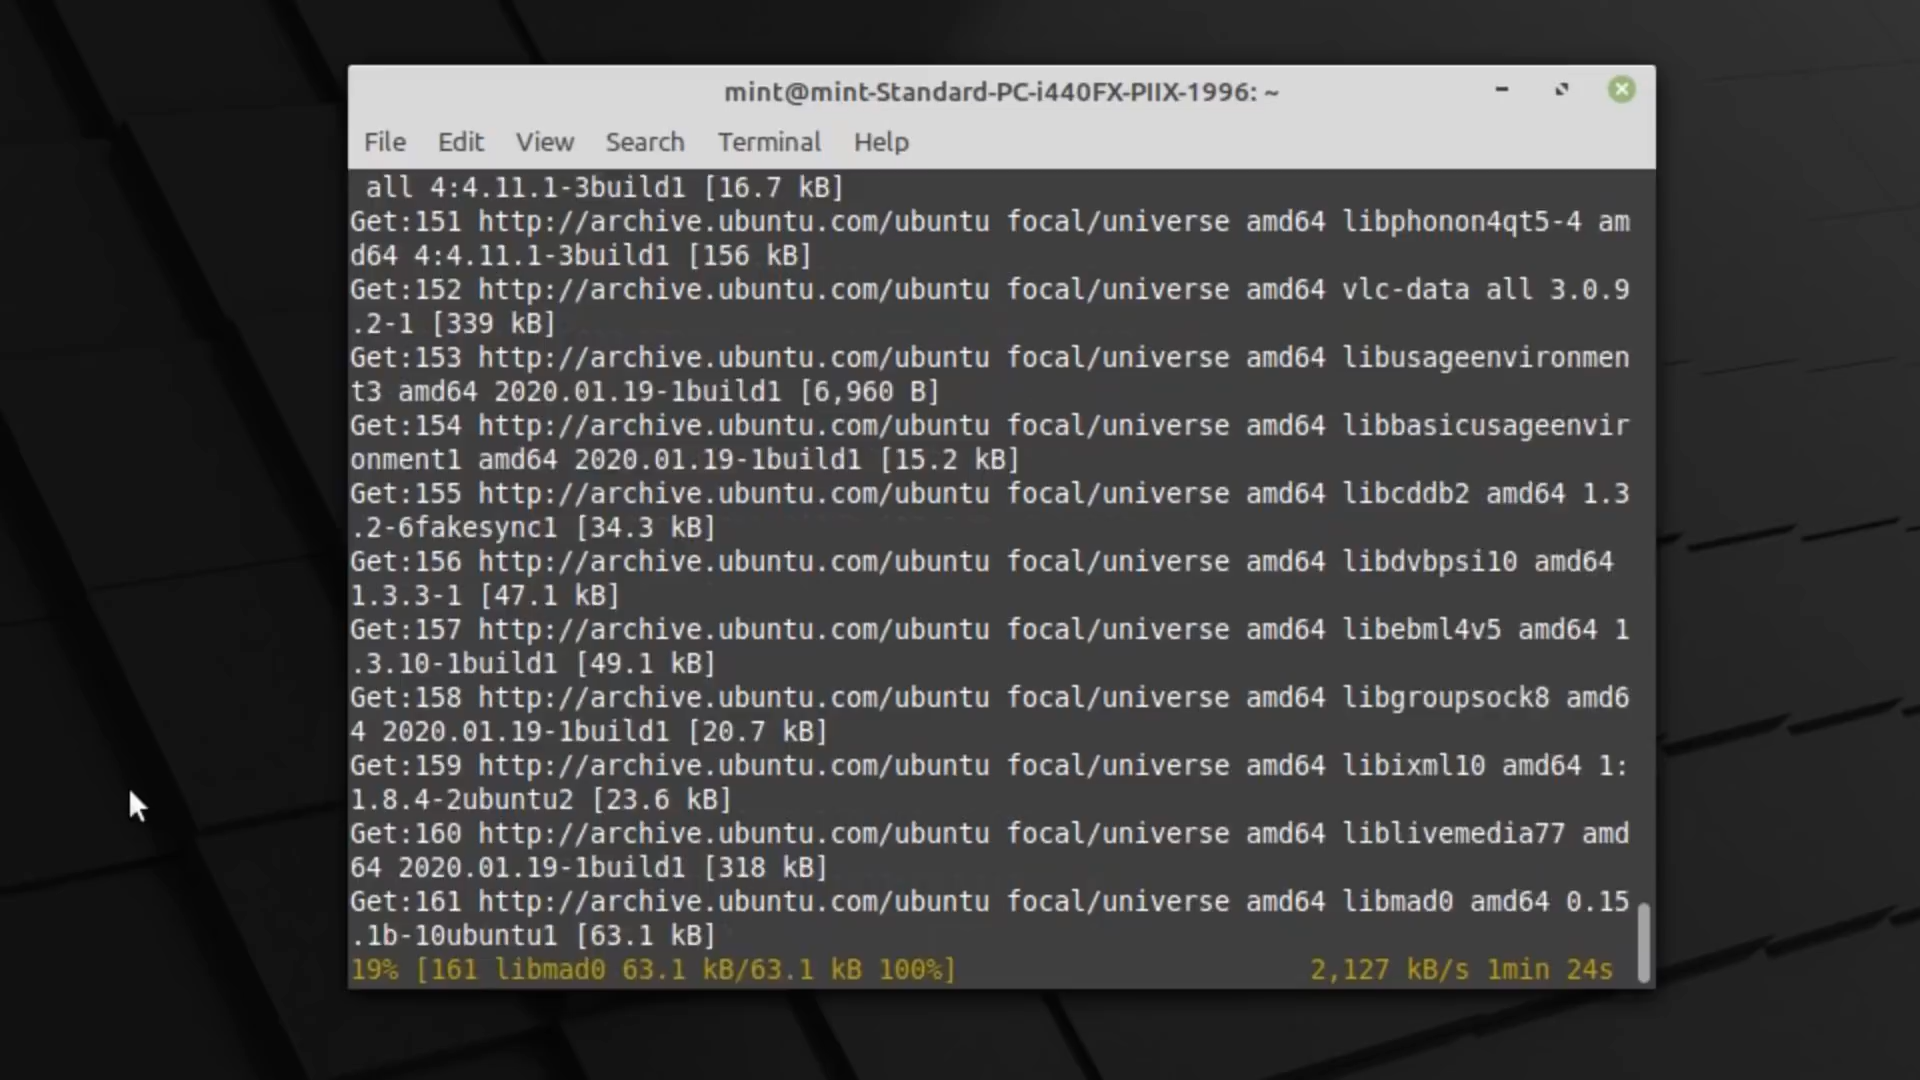 mint@mint-Standard-PC-i440FX-PIIX-1996: ~
File Edit View Search Terminal Help
all 4:4.11.1-3build1 [16.7 kB]
Get:151 http://archive.ubuntu.com/ubuntu focal/universe amd64 libphonon4qt5-4 am
d64 4:4.11.1-3build1 [156 kB]
Get:152 http://archive.ubuntu.com/ubuntu focal/universe amd64 vlc-data all 3.0.9
.2-1 [339 kB]
Get:153 http://archive.ubuntu.com/ubuntu focal/universe amd64 libusageenvironmen
t3 amd64 2020.01.19-1build1 [6,960 B]
Get:154 http://archive.ubuntu.com/ubuntu focal/universe amd64 libbasicusageenvir
onment1 amd64 2020.01.19-1build1 [15.2 kB]
Get:155 http://archive.ubuntu.com/ubuntu focal/universe amd64 libcddb2 amd64 1.3
.2-6fakesync1 [34.3 kB]
Get:156 http://archive.ubuntu.com/ubuntu focal/universe amd64 libdvbpsi10 amd64
1.3.3-1 [47.1 kB]
Get:157 http://archive.ubuntu.com/ubuntu focal/universe amd64 libebml4v5 amd64 1
.3.10-1build1 [49.1 kB]
Get:158 http://archive.ubuntu.com/ubuntu focal/universe amd64 libgroupsock8 amd6
4 2020.01.19-1build1 [20.7 kB]
Get:159 http://archive.ubuntu.com/ubuntu focal/universe amd64 libixml10 amd64 1:
1.8.4-2ubuntu2 [23.6 kB]
Get:160 http://archive.ubuntu.com/ubuntu focal/universe amd64 liblivemedia77 amd
64 2020.01.19-1build1 [318 kB]
Get:161 http://archive.ubuntu.com/ubuntu focal/universe amd64 libmad0 amd64 0.15
.1b-10ubuntu1 [63.1 kB]
19% [161 libmad0 63.1 kB/63.1 kB 100%] 2,127 kB/s 1min 24s